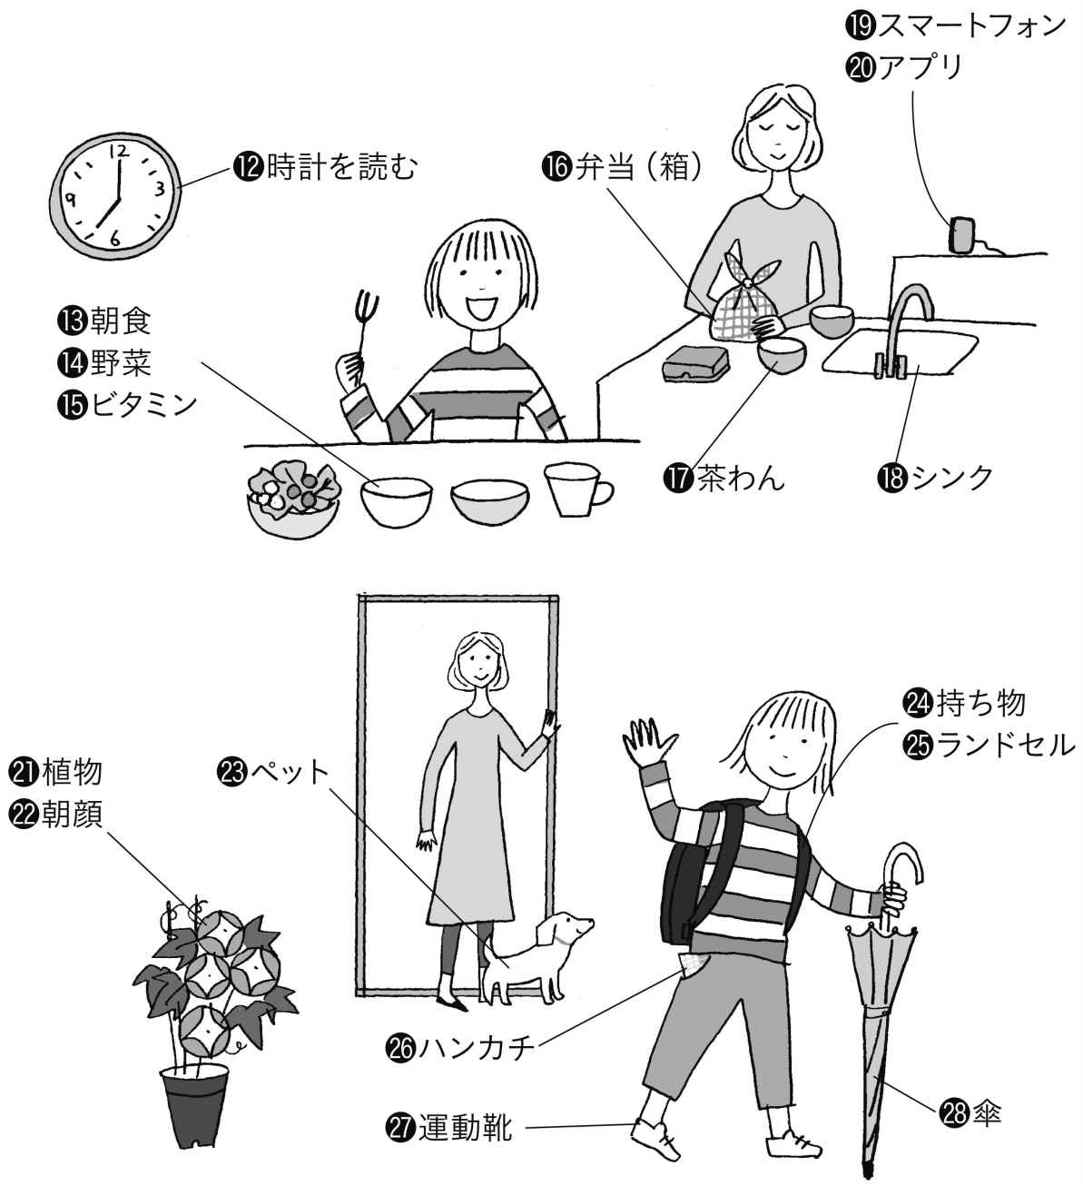 ⑲スマートフォン
⑳アプリ
12
3
6
9
⑫時計を読む
⑯弁当（箱）
⑬朝食
⑭野菜
⑮ビタミン
⑰茶わん
⑱シンク
㉔持ち物
㉕ランドセル
㉑植物
㉒朝顔
㉓ペット
㉖ハンカチ
㉗運動靴
㉘傘